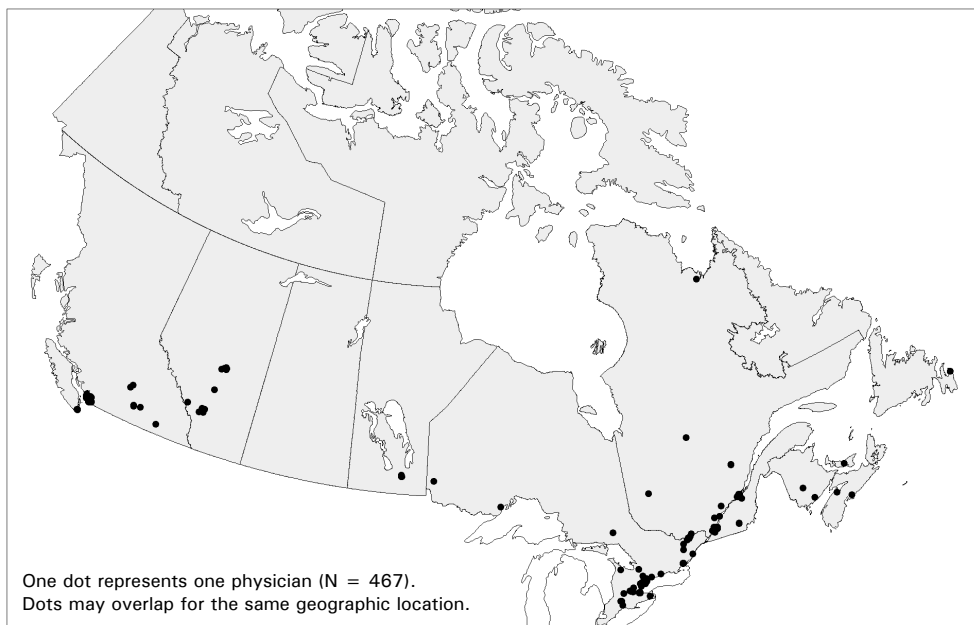 One dot represents one physician (N = 467).
Dots may overlap for the same geographic location.